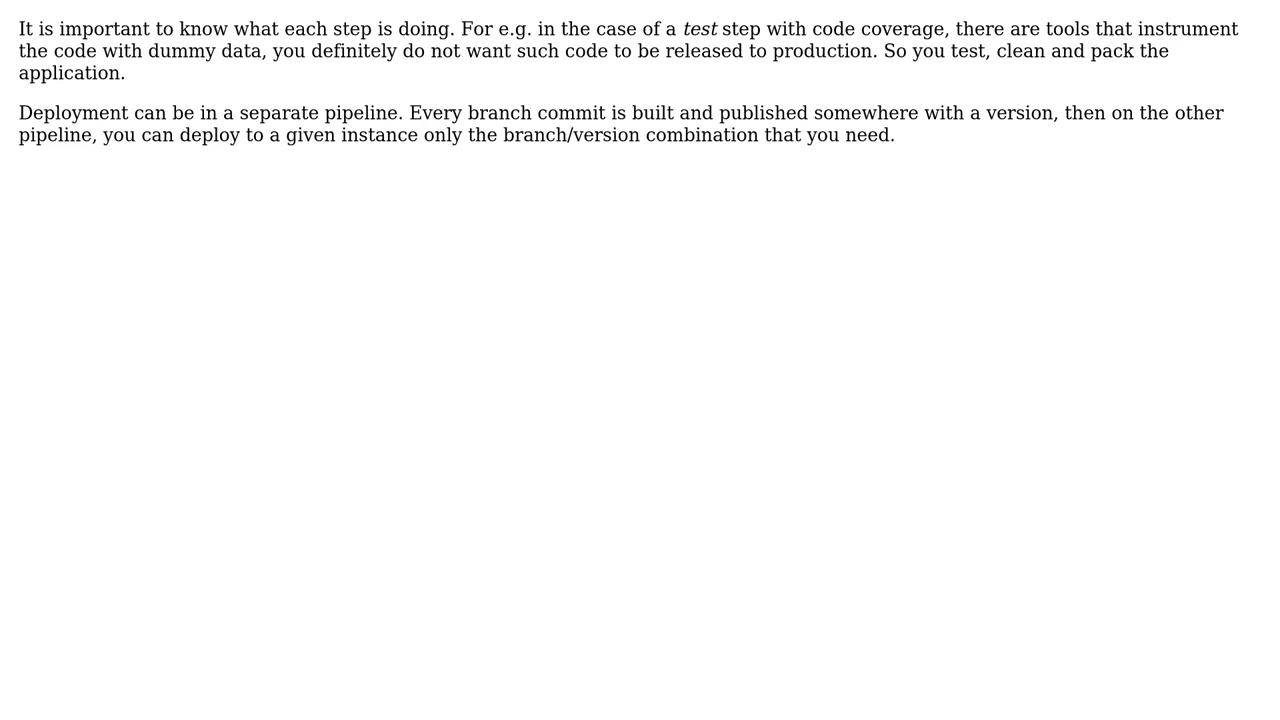 It is important to know what each step is doing. For e.g. in the case of a test step with code coverage, there are tools that instrument
the code with dummy data, you definitely do not want such code to be released to production. So you test, clean and pack the
application.
Deployment can be in a separate pipeline. Every branch commit is built and published somewhere with a version, then on the other
pipeline, you can deploy to a given instance only the branch/version combination that you need.